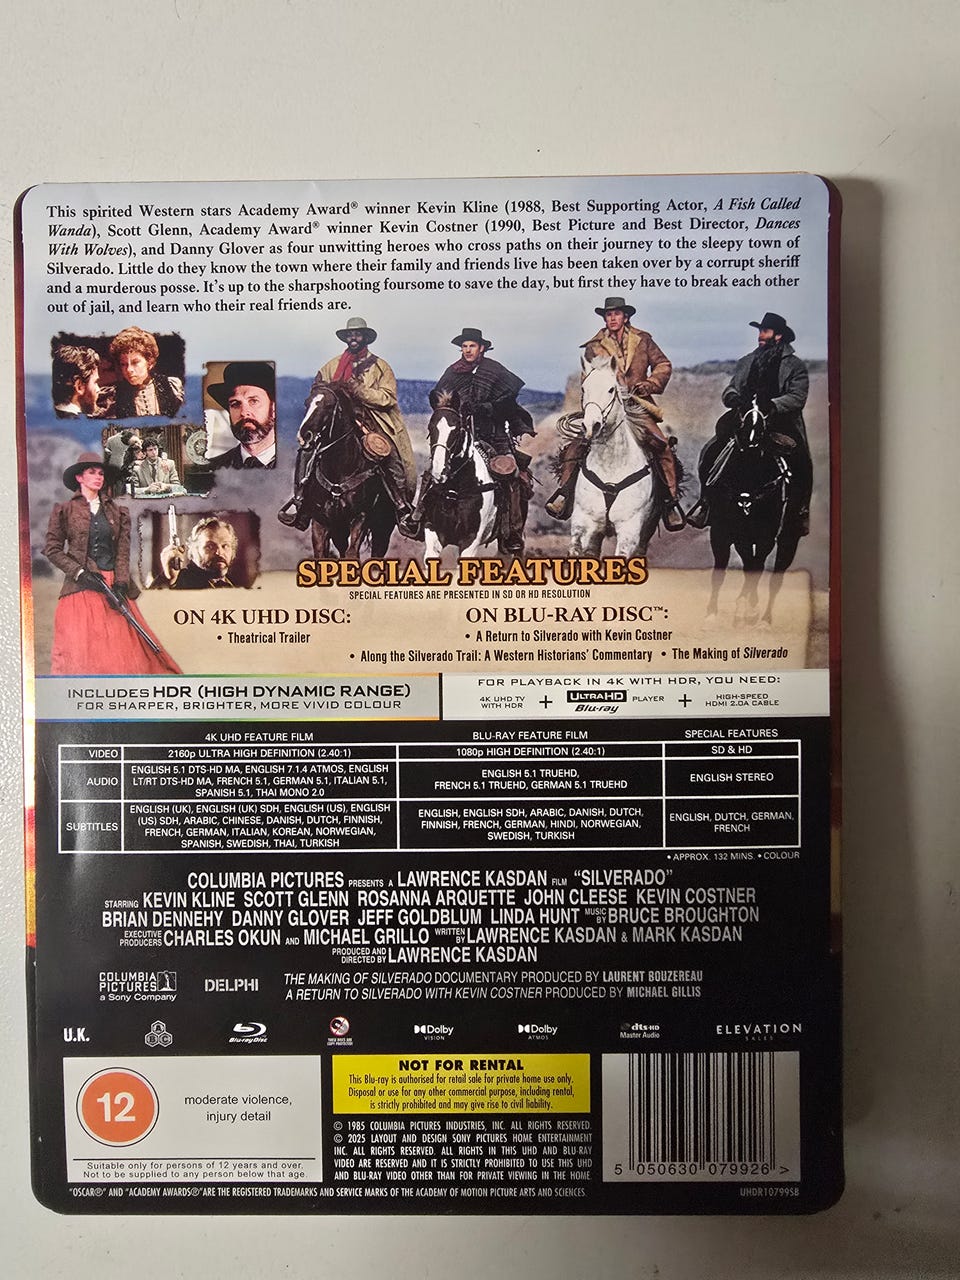 This spirited Western stars Academy Award® winner Kevin Kline (1988, Best Supporting Actor, A Fish Called
Wanda), Scott Glenn, Academy Award® winner Kevin Costner (1990, Best Picture and Best Director, Dances
With Wolves), and Danny Glover as four unwitting heroes who cross paths on their journey to the sleepy town of
Silverado. Little do they know the town where their family and friends live has been taken over by a corrupt sheriff
and a murderous posse. It's up to the sharpshooting foursome to save the day, but first they have to break each other
out of jail, and learn who their real friends are.
SPECIAL FEATURES
SPECIAL FEATURES ARE PRESENTED IN SD OR HD RESOLUTION
ON 4K UHD DISC:
• Theatrical Trailer
ON BLU-RAY DISC™:
• A Return to Silverado with Kevin Costner
• Along the Silverado Trail: A Western Historians' Commentary • The Making of Silverado
INCLUDES HDR (HIGH DYNAMIC RANGE)
FOR SHARPER, BRIGHTER, MORE VIVID COLOUR
FOR PLAYBACK IN 4K WITH HDR, YOU NEED:
4K UHD TV
WITH HDR
+
ULTRA HD
Blu-ray
PLAYER
+
HIGH-SPEED
HDMI 2.0A CABLE
4K UHD FEATURE FILM
BLU-RAY FEATURE FILM
SPECIAL FEATURES
VIDEO
2160p ULTRA HIGH DEFINITION (2.40:1)
1080p HIGH DEFINITION (2.40:1)
SD & HD
AUDIO
ENGLISH 5.1 DTS-HD MA, ENGLISH 7.1.4 ATMOS, ENGLISH
LT/RT DTS-HD MA, FRENCH 5.1, GERMAN 5.1, ITALIAN 5.1,
SPANISH 5.1, THAI MONO 2.0
ENGLISH 5.1 TRUEHD,
FRENCH 5.1 TRUEHD, GERMAN 5.1 TRUEHD
ENGLISH STEREO
SUBTITLES
ENGLISH (UK), ENGLISH (UK) SDH, ENGLISH (US), ENGLISH
(US) SDH, ARABIC, CHINESE, DANISH, DUTCH, FINNISH,
FRENCH, GERMAN, ITALIAN, KOREAN, NORWEGIAN,
SPANISH, SWEDISH, THAI, TURKISH
ENGLISH, ENGLISH SDH, ARABIC, DANISH, DUTCH,
FINNISH, FRENCH, GERMAN, HINDI, NORWEGIAN,
SWEDISH, TURKISH
ENGLISH, DUTCH, GERMAN,
FRENCH
• APPROX. 132 MINS. • COLOUR
COLUMBIA PICTURES PRESENTS A LAWRENCE KASDAN FILM "SILVERADO"
STARRING KEVIN KLINE SCOTT GLENN ROSANNA ARQUETTE JOHN CLEESE KEVIN COSTNER
BRIAN DENNEHY DANNY GLOVER JEFF GOLDBLUM LINDA HUNT MUSIC BY BRUCE BROUGHTON
EXECUTIVE PRODUCERS CHARLES OKUN AND MICHAEL GRILLO WRITTEN BY LAWRENCE KASDAN & MARK KASDAN
PRODUCED AND DIRECTED BY LAWRENCE KASDAN
COLUMBIA
PICTURES
a Sony Company
DELPHI
THE MAKING OF SILVERADO DOCUMENTARY PRODUCED BY LAURENT BOUZEREAU
A RETURN TO SILVERADO WITH KEVIN COSTNER PRODUCED BY MICHAEL GILLIS
U.K.
A B C
Blu-ray Disc
THESE DISCS ARE
COPY PROTECTED
Dolby
VISION
Dolby
ATMOS
dts-HD
Master Audio
ELEVATION
SALES
12
moderate violence,
injury detail
Suitable only for persons of 12 years and over.
Not to be supplied to any person below that age.
NOT FOR RENTAL
This Blu-ray is authorised for retail sale for private home use only.
Disposal or use for any other commercial purpose, including rental,
is strictly prohibited and may give rise to civil liability.
© 1985 COLUMBIA PICTURES INDUSTRIES, INC. ALL RIGHTS RESERVED.
© 2025 LAYOUT AND DESIGN SONY PICTURES HOME ENTERTAINMENT
INC. ALL RIGHTS RESERVED. ALL RIGHTS IN THIS UHD AND BLU-RAY
VIDEO ARE RESERVED AND IT IS STRICTLY PROHIBITED TO USE THIS UHD
AND BLU-RAY VIDEO OTHER THAN FOR PRIVATE VIEWING IN THE HOME.
5 050630 079926 >
"OSCAR®" AND "ACADEMY AWARDS®"ARE THE REGISTERED TRADEMARKS AND SERVICE MARKS OF THE ACADEMY OF MOTION PICTURE ARTS AND SCIENCES.
UHDR10799SB